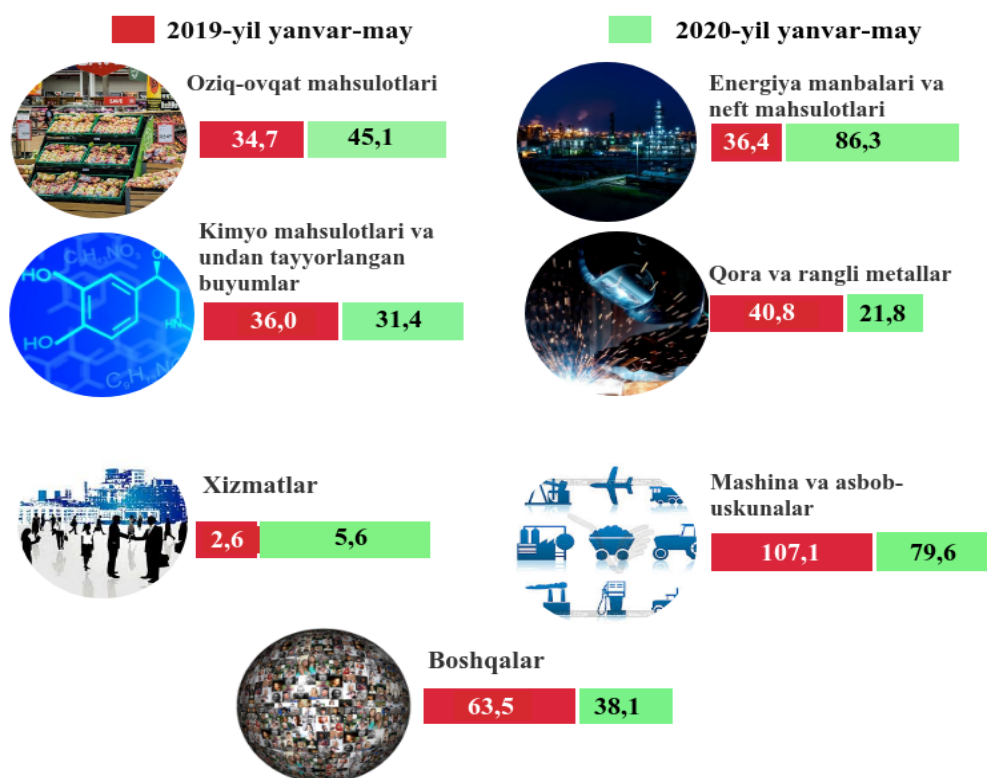 2019-yil yanvar-may
2020-yil yanvar-may
Oziq-ovqat mahsulotlari
34,7
45,1
Energiya manbalari va
neft mahsulotlari
36,4
86,3
Kimyo mahsulotlari va
undan tayyorlangan
buyumlar
36,0
31,4
Qora va rangli metallar
40,8
21,8
Xizmatlar
2,6
5,6
Mashina va asbob-
uskunalar
107,1
79,6
Boshqalar
63,5
38,1